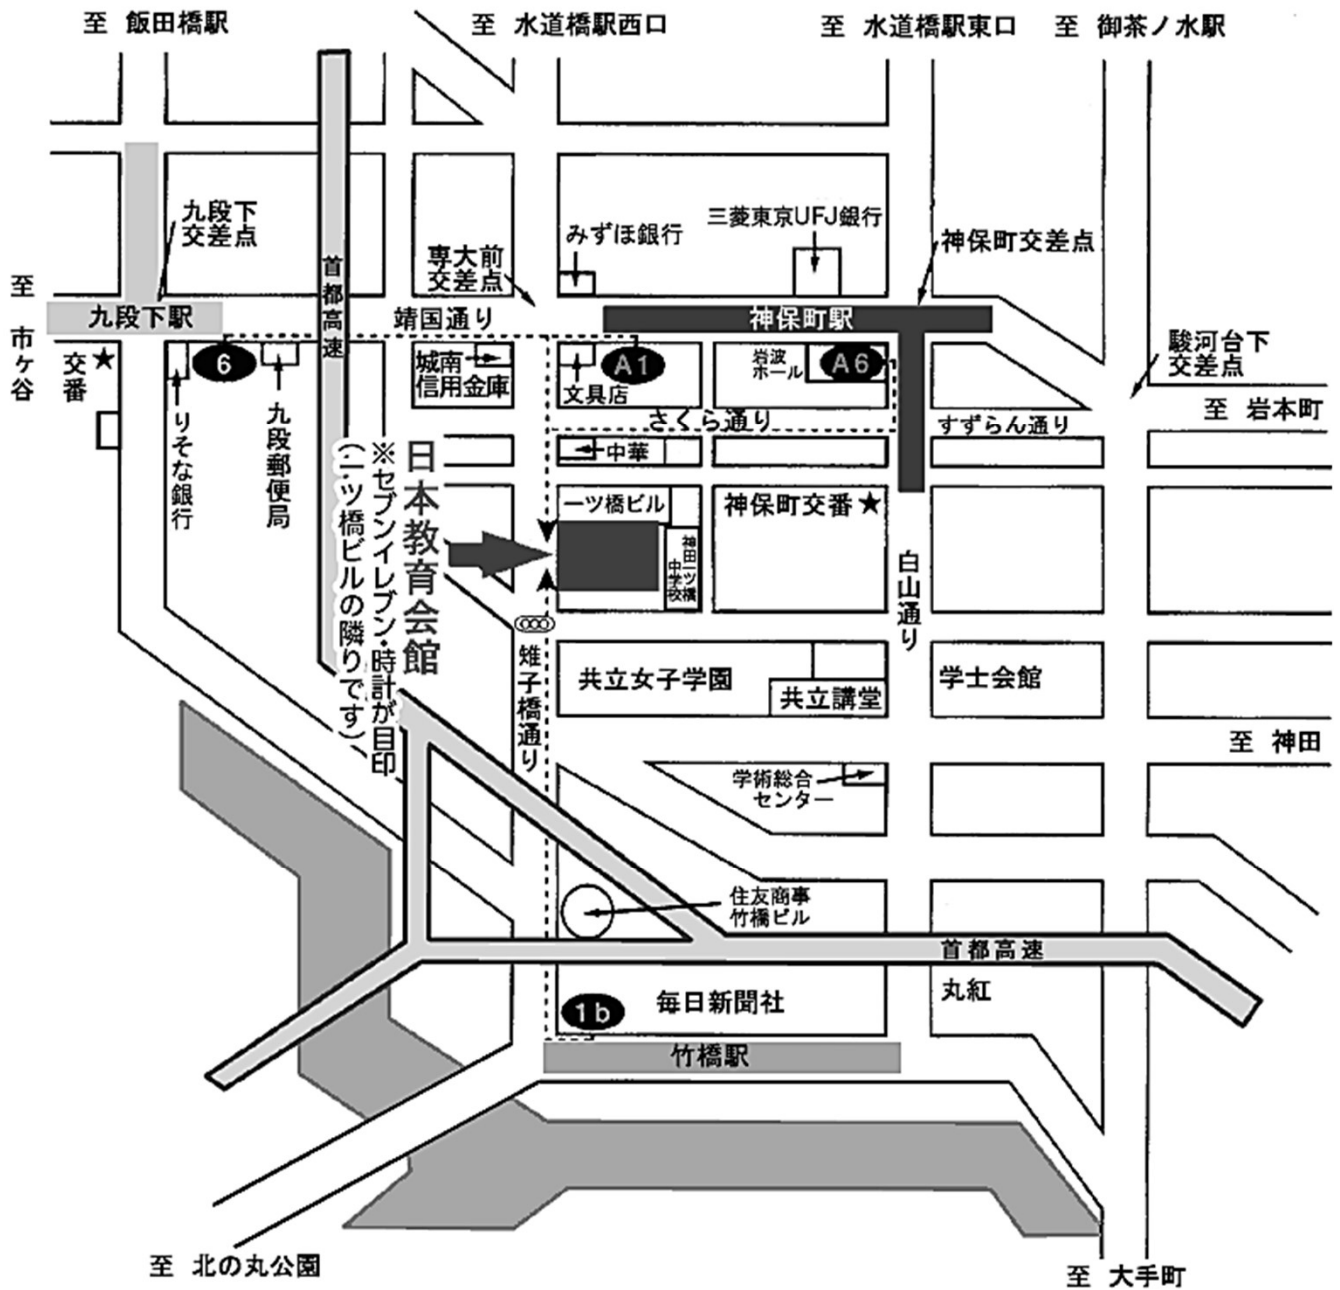 至 飯田橋駅
至 水道橋駅西口
至 水道橋駅東口
至 御茶ノ水駅
九段下
交差点
首都高速
専大前
交差点
みずほ銀行
三菱東京UFJ銀行
神保町交差点
至 市ヶ谷
九段下駅
靖国通り
神保町駅
駿河台下
交差点
交番★
6
城南
信用金庫
A1
文具店
岩波
ホール
A6
至 岩本町
りそな銀行
九段郵便局
さくら通り
すずらん通り
中華
日本教育会館
※セブンイレブン・時計が目印
(一ツ橋ビルの隣りです)
一ツ橋ビル
神田一ツ橋
中学校
神保町交番★
白山通り
雉子橋通り
共立女子学園
共立講堂
学士会館
至 神田
学術総合
センター
住友商事
竹橋ビル
首都高速
1b
毎日新聞社
丸紅
竹橋駅
至 北の丸公園
至 大手町